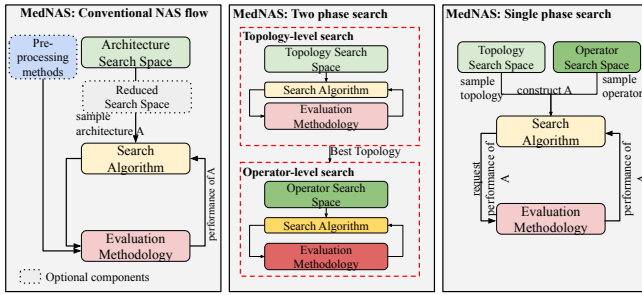 MedNAS: Conventional NAS flow
Pre-
processing
methods
Architecture
Search Space
Reduced
Search Space
sample
architecture A
Search
Algorithm
performance of A
Evaluation
Methodology
Optional components
MedNAS: Two phase search
Topology-level search
Topology Search
Space
Search Algorithm
Evaluation
Methodology
Best Topology
Operator-level search
Operator Search
Space
Search Algorithm
Evaluation
Methodology
MedNAS: Single phase search
Topology
Search Space
Operator
Search Space
sample
topology
construct A
sample
operator
Search
Algorithm
request
performance of
A
performance of
A
Evaluation
Methodology